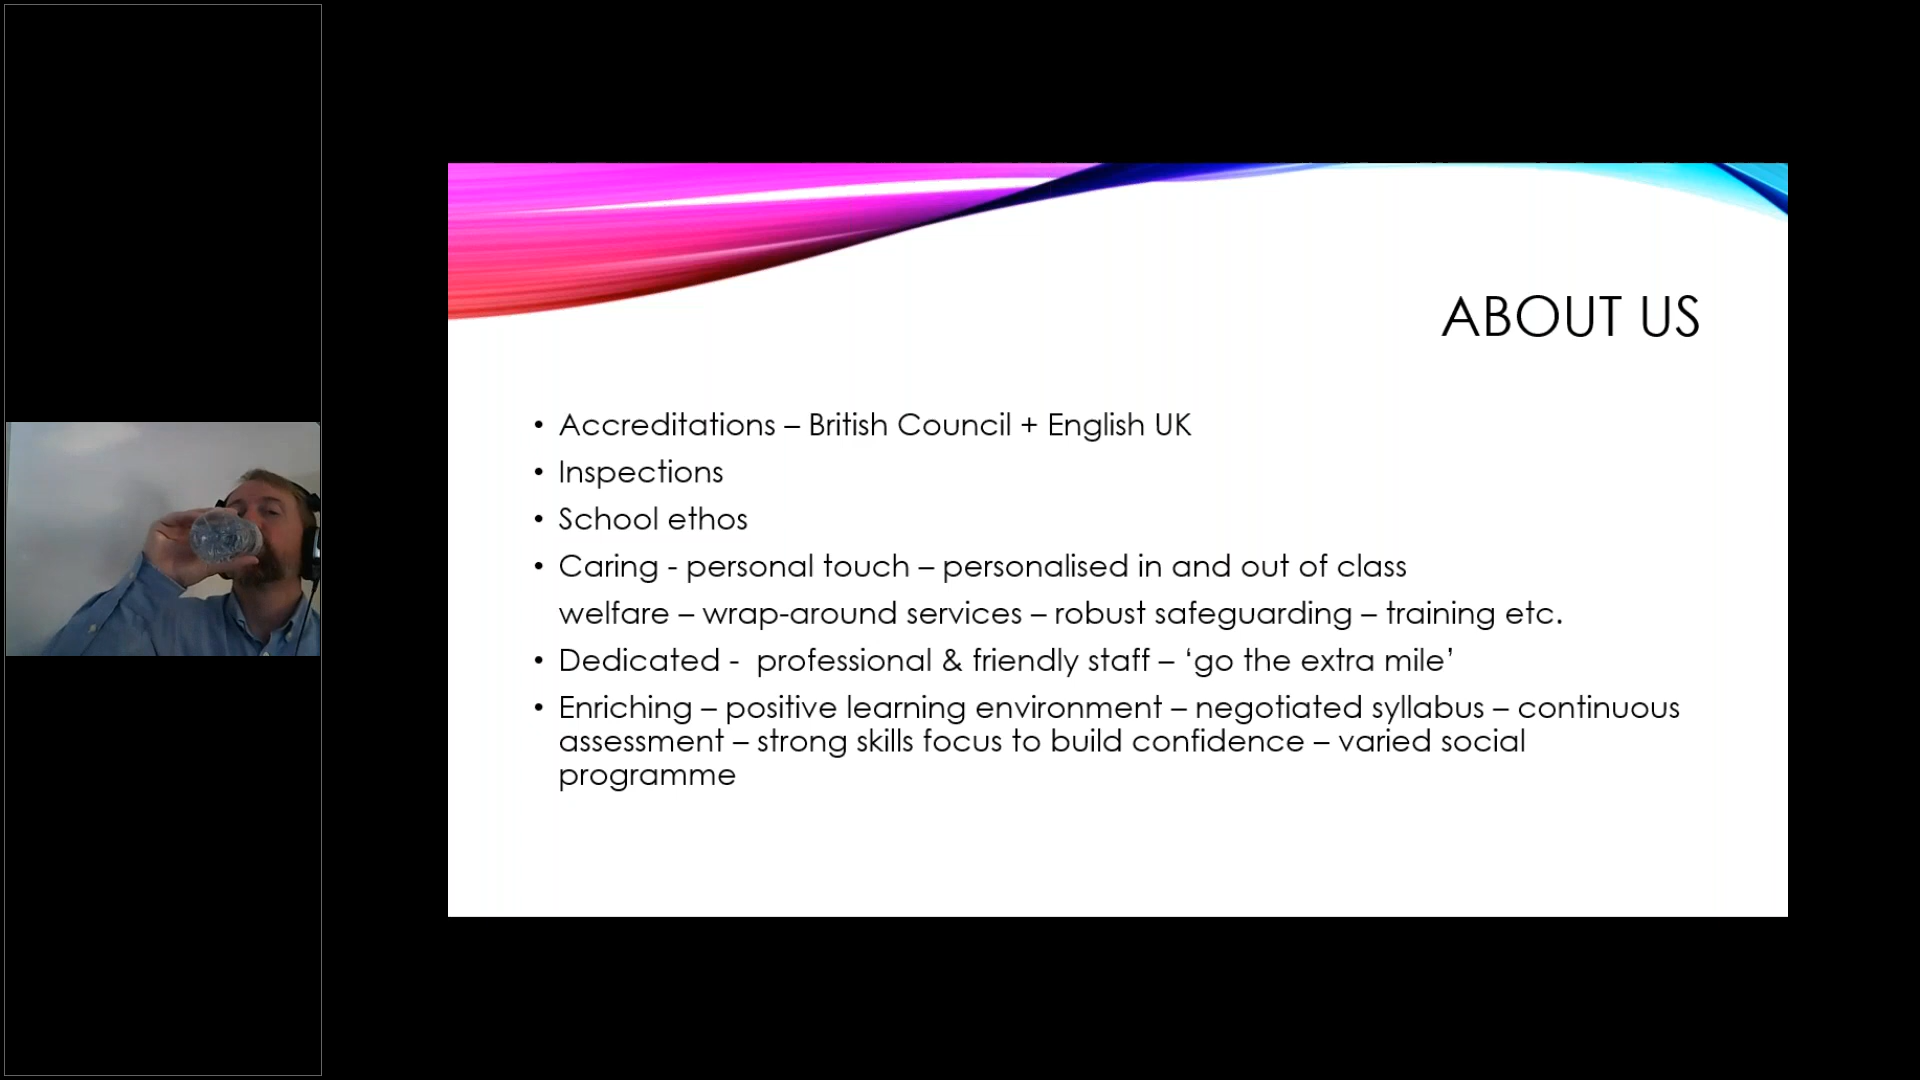 ABOUT US
• Accreditations – British Council + English UK
• Inspections
• School ethos
• Caring - personal touch – personalised in and out of class
welfare – wrap-around services – robust safeguarding – training etc.
• Dedicated -  professional & friendly staff – ‘go the extra mile’
• Enriching – positive learning environment – negotiated syllabus – continuous
assessment – strong skills focus to build confidence – varied social
programme